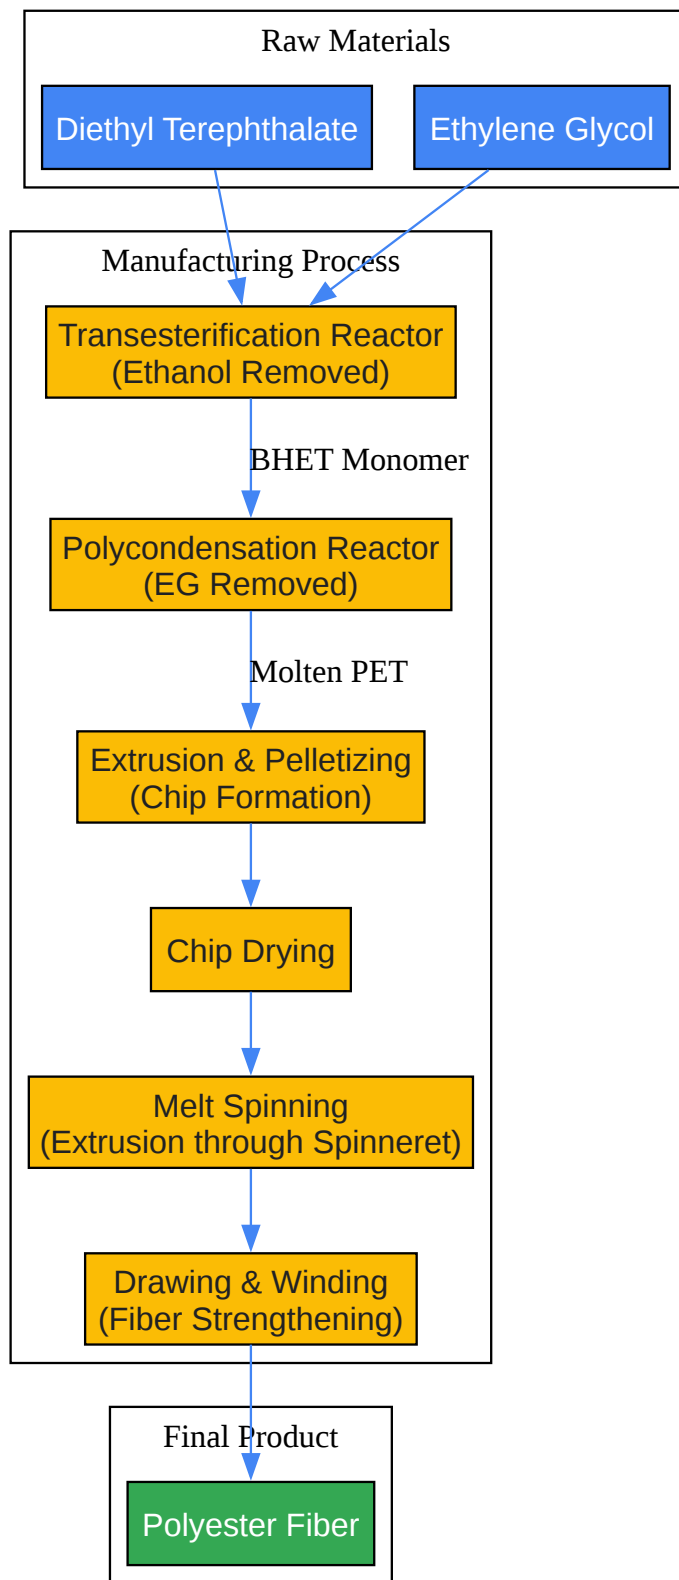 Raw Materials
Diethyl Terephthalate
Ethylene Glycol
Manufacturing Process
Transesterification Reactor
(Ethanol Removed)
BHET Monomer
Polycondensation Reactor
(EG Removed)
Molten PET
Extrusion & Pelletizing
(Chip Formation)
Chip Drying
Melt Spinning
(Extrusion through Spinneret)
Drawing & Winding
(Fiber Strengthening)
Final Product
Polyester Fiber